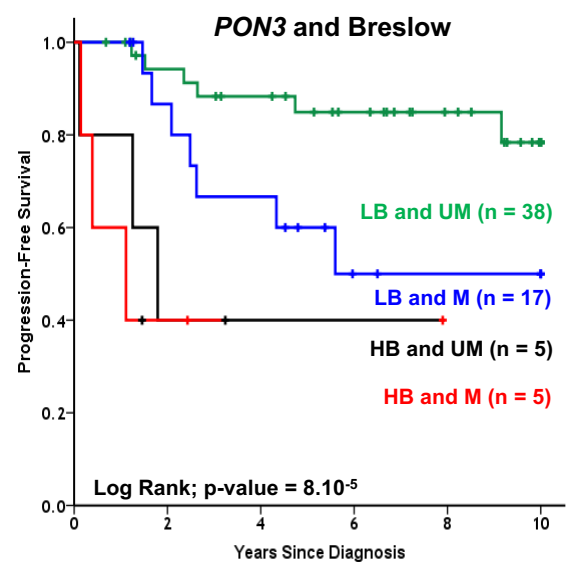 PON3 and Breslow
Progression-Free Survival
1.0
0.8
0.6
0.4
0.2
0.0
LB and UM (n = 38)
LB and M (n = 17)
HB and UM (n = 5)
HB and M (n = 5)
Log Rank; p-value = 8.10-5
0 2 4 6 8 10
Years Since Diagnosis